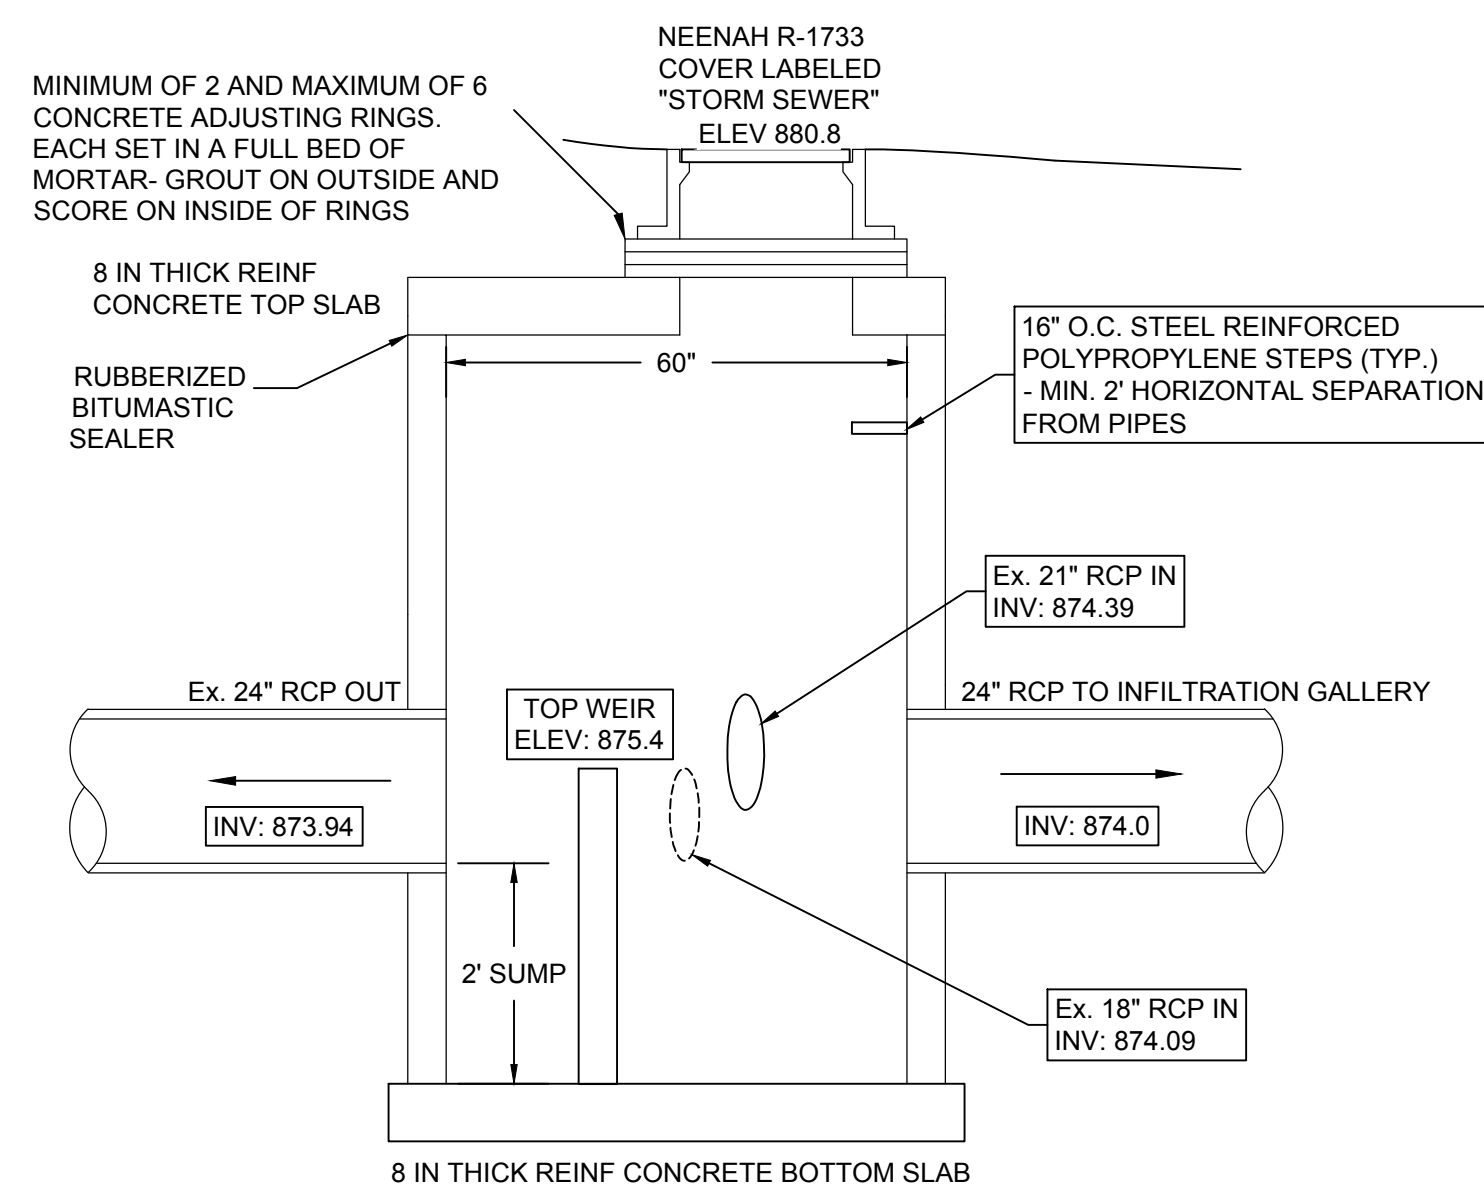 NEENAH R-1733
COVER LABELED
"STORM SEWER"
ELEV 880.8
MINIMUM OF 2 AND MAXIMUM OF 6
CONCRETE ADJUSTING RINGS.
EACH SET IN A FULL BED OF
MORTAR- GROUT ON OUTSIDE AND
SCORE ON INSIDE OF RINGS
8 IN THICK REINF
CONCRETE TOP SLAB
RUBBERIZED
BITUMASTIC
SEALER
60"
16" O.C. STEEL REINFORCED
POLYPROPYLENE STEPS (TYP.)
- MIN. 2' HORIZONTAL SEPARATION
FROM PIPES
Ex. 21" RCP IN
INV: 874.39
Ex. 24" RCP OUT
TOP WEIR
ELEV: 875.4
24" RCP TO INFILTRATION GALLERY
INV: 873.94
INV: 874.0
2' SUMP
Ex. 18" RCP IN
INV: 874.09
8 IN THICK REINF CONCRETE BOTTOM SLAB